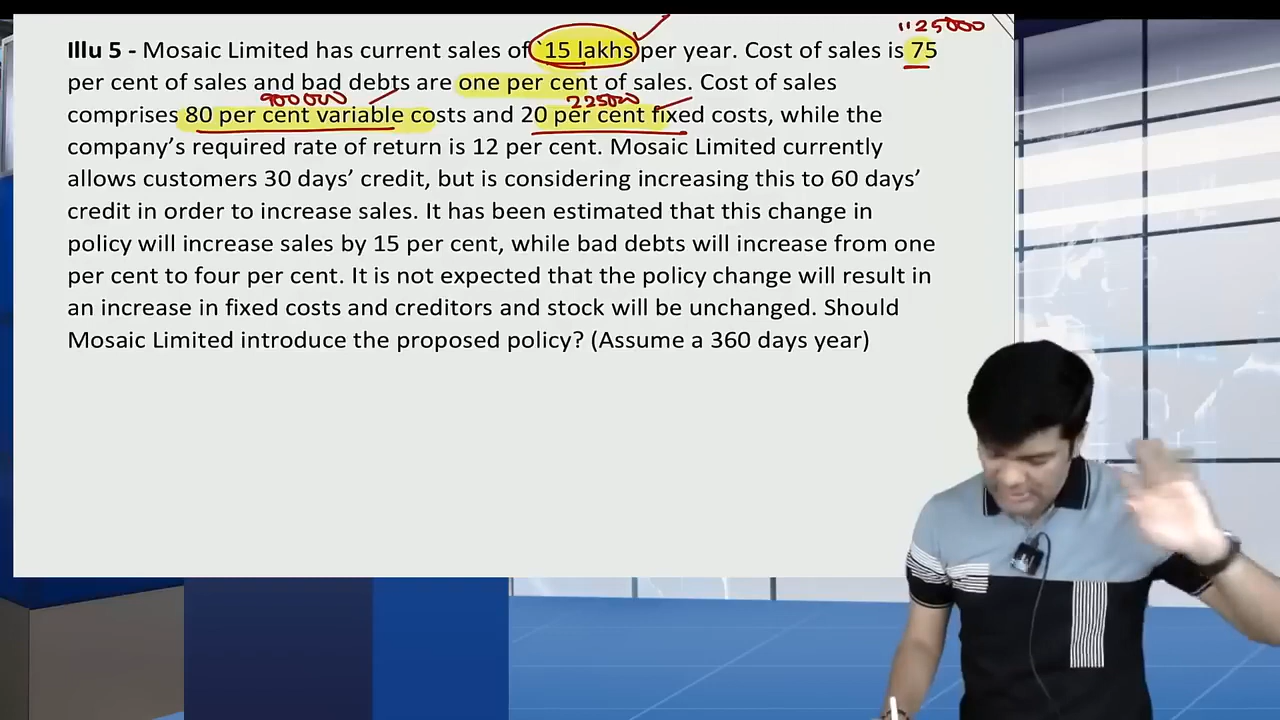 1125000
Illu 5 - Mosaic Limited has current sales of `15 lakhs per year. Cost of sales is 75
per cent of sales and bad debts are one per cent of sales. Cost of sales
900000 225000
comprises 80 per cent variable costs and 20 per cent fixed costs, while the
company’s required rate of return is 12 per cent. Mosaic Limited currently
allows customers 30 days’ credit, but is considering increasing this to 60 days’
credit in order to increase sales. It has been estimated that this change in
policy will increase sales by 15 per cent, while bad debts will increase from one
per cent to four per cent. It is not expected that the policy change will result in
an increase in fixed costs and creditors and stock will be unchanged. Should
Mosaic Limited introduce the proposed policy? (Assume a 360 days year)